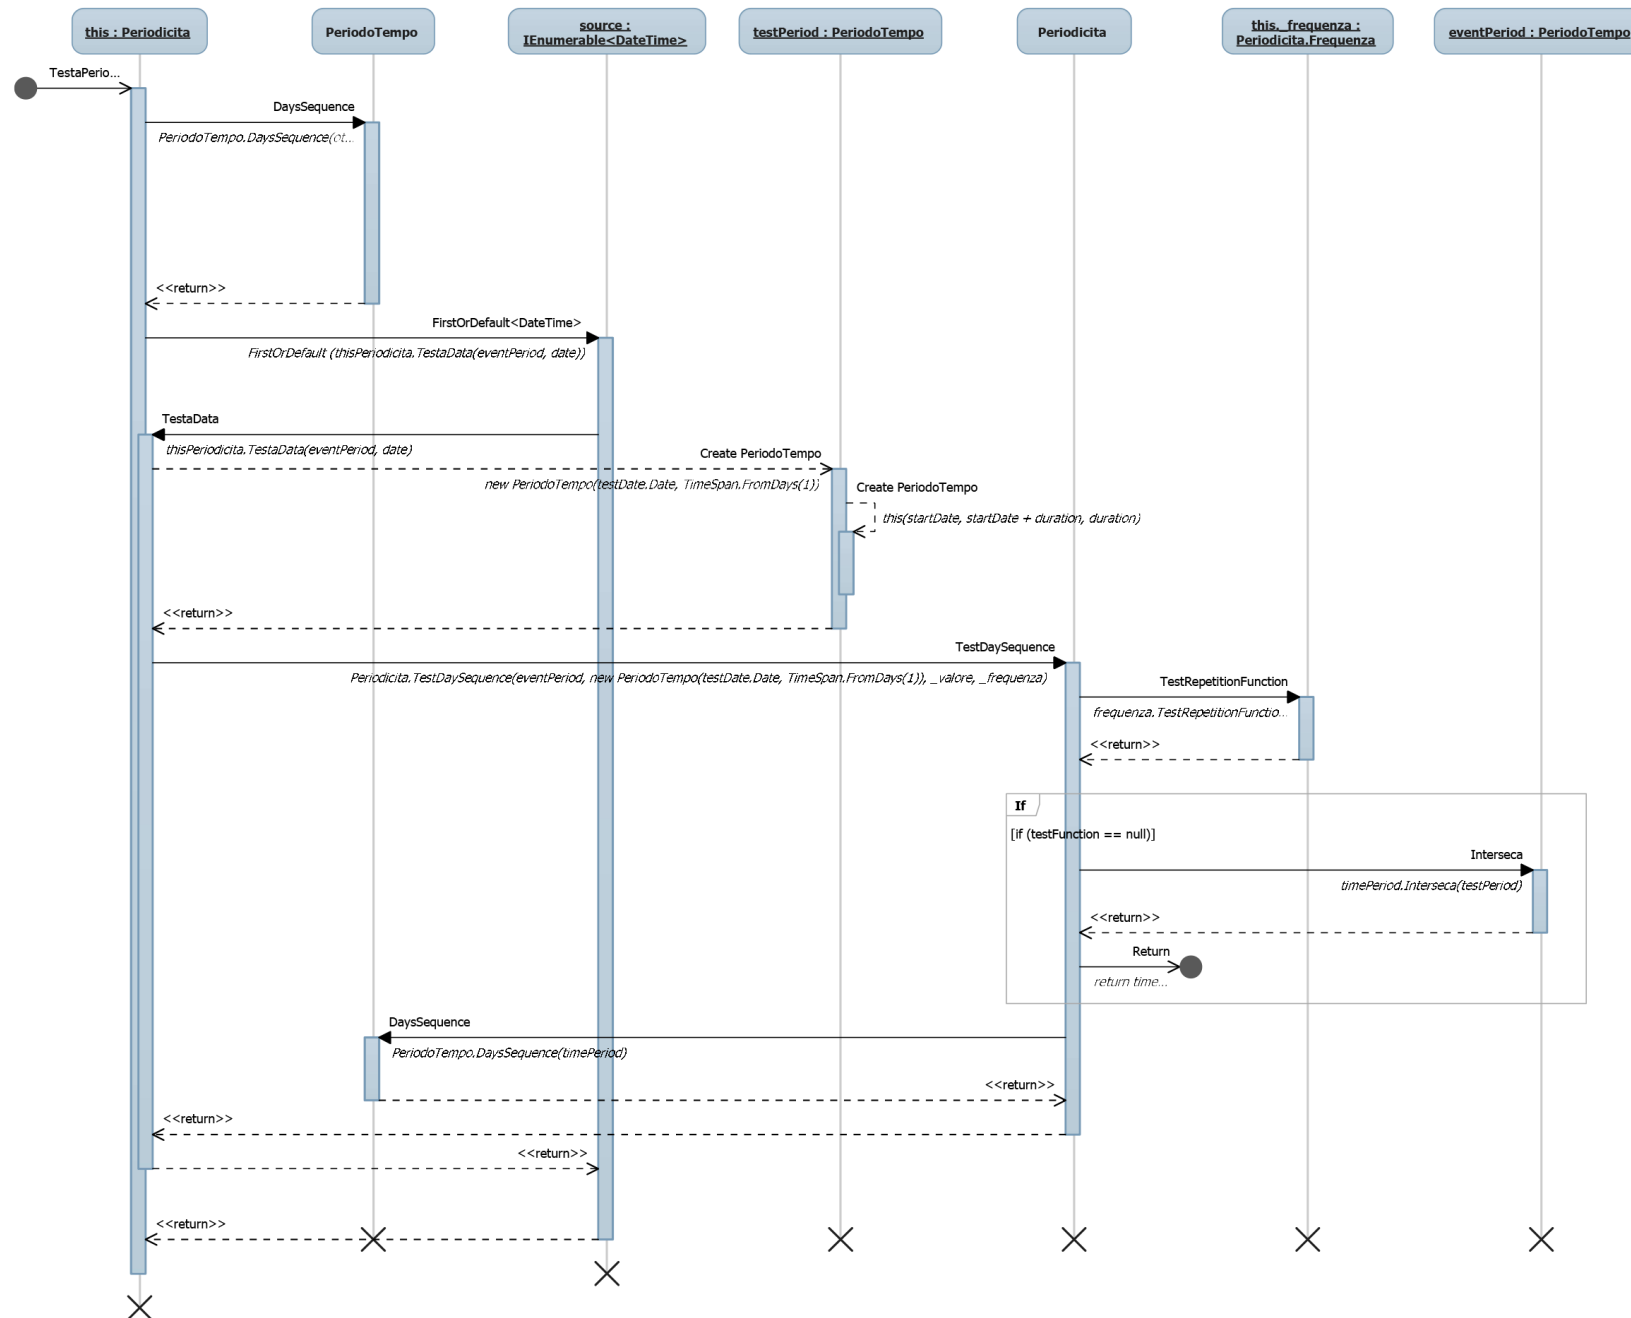 this : Periodicita
PeriodoTempo
source :
IEnumerable<DateTime>
testPeriod : PeriodoTempo
Periodicita
this._frequenza :
Periodicita.Frequenza
eventPeriod : PeriodoTempo
TestaPerio...
DaysSequence
PeriodoTempo.DaysSequence(ot...
<<return>>
FirstOrDefault<DateTime>
FirstOrDefault (thisPeriodicita.TestaData(eventPeriod, date))
TestaData
thisPeriodicita.TestaData(eventPeriod, date)
Create PeriodoTempo
new PeriodoTempo(testDate.Date, TimeSpan.FromDays(1))
Create PeriodoTempo
this(startDate, startDate + duration, duration)
<<return>>
TestDaySequence
Periodicita.TestDaySequence(eventPeriod, new PeriodoTempo(testDate.Date, TimeSpan.FromDays(1)), _valore, _frequenza)
TestRepetitionFunction
frequenza.TestRepetitionFunctio...
<<return>>
If
[if (testFunction == null)]
Interseca
timePeriod.Interseca(testPeriod)
<<return>>
Return
return time...
DaysSequence
PeriodoTempo.DaysSequence(timePeriod)
<<return>>
<<return>>
<<return>>
<<return>>